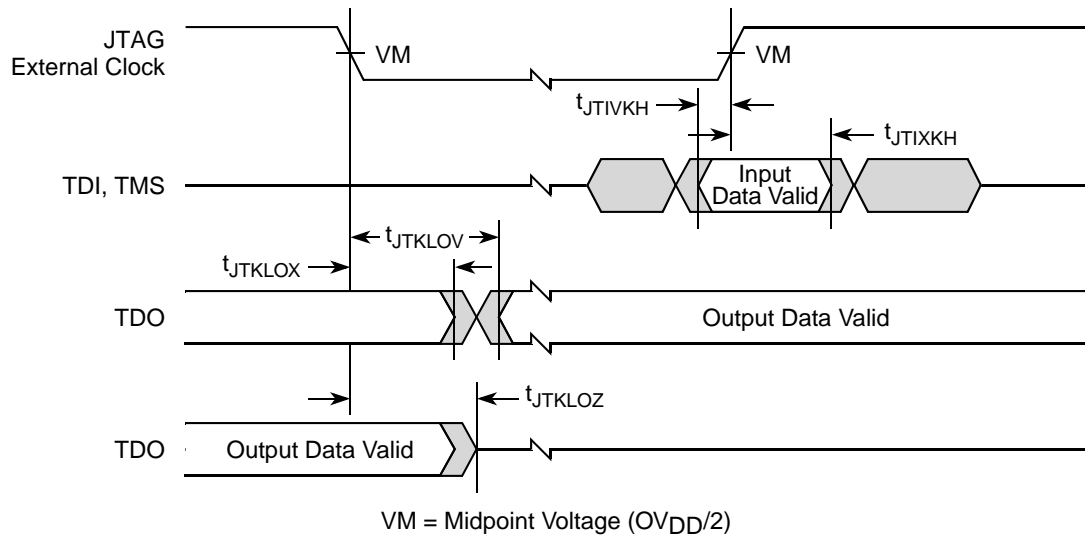 JTAG
External Clock
VM
VM
tJTIVKH
tJTIXKH
TDI, TMS
Input
Data Valid
tJTKLOV
tJTKLOX
TDO
Output Data Valid
tJTKLOZ
TDO
Output Data Valid
VM = Midpoint Voltage (OVDD/2)